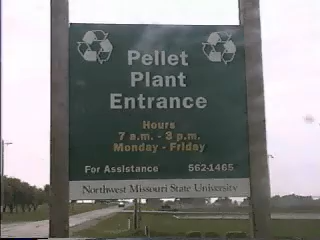 Pellet
Plant
Entrance
Hours
7 a.m. - 3 p.m.
Monday - Friday
For Assistance 562-1465
Northwest Missouri State University